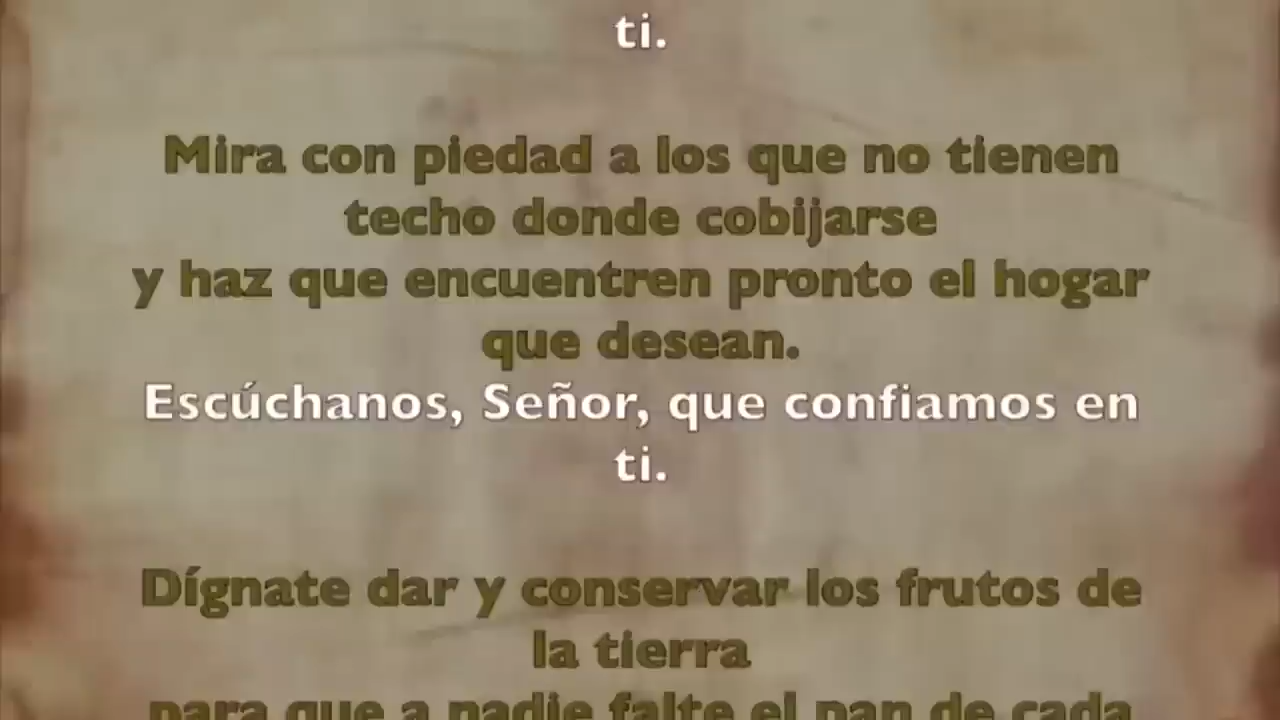 ti.
Mira con piedad a los que no tienen
techo donde cobijarse
y haz que encuentren pronto el hogar
que desean.
Escúchanos, Señor, que confiamos en
ti.
Dígnate dar y conservar los frutos de
la tierra
para que a nadie falte el pan de cada